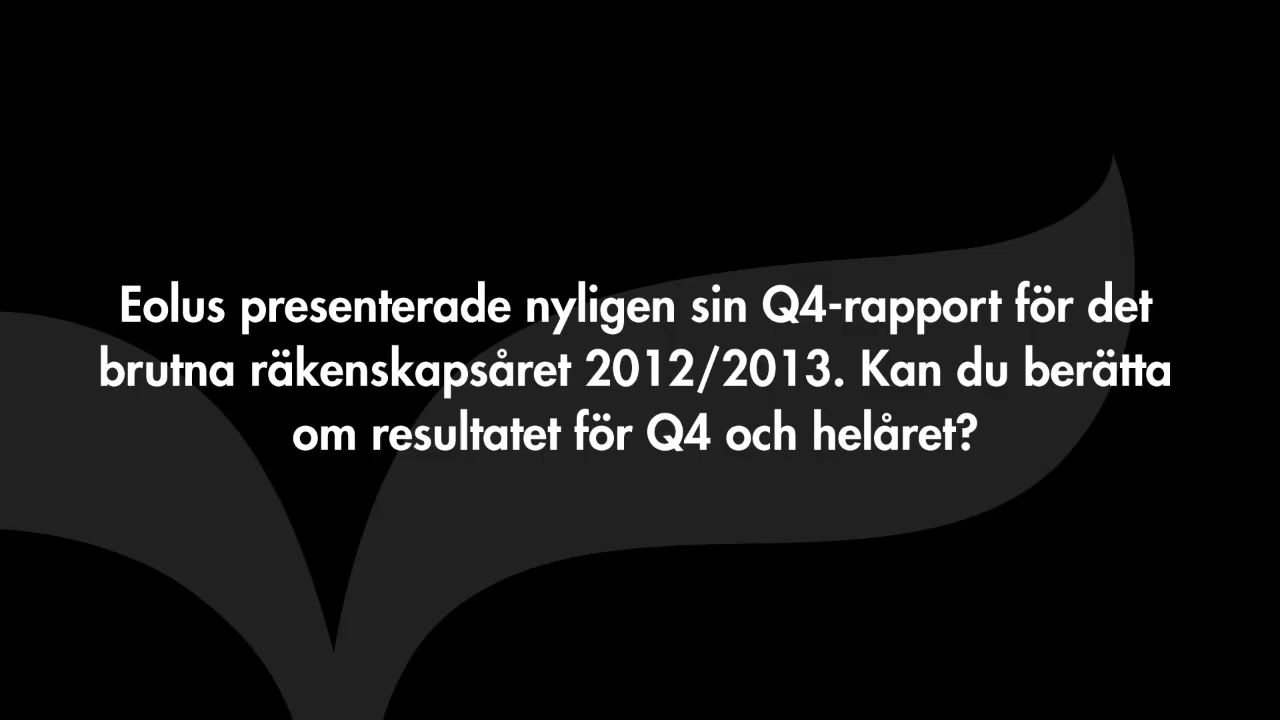 Eolus presenterade nyligen sin Q4-rapport för det
brutna räkenskapsåret 2012/2013. Kan du berätta
om resultatet för Q4 och helåret?